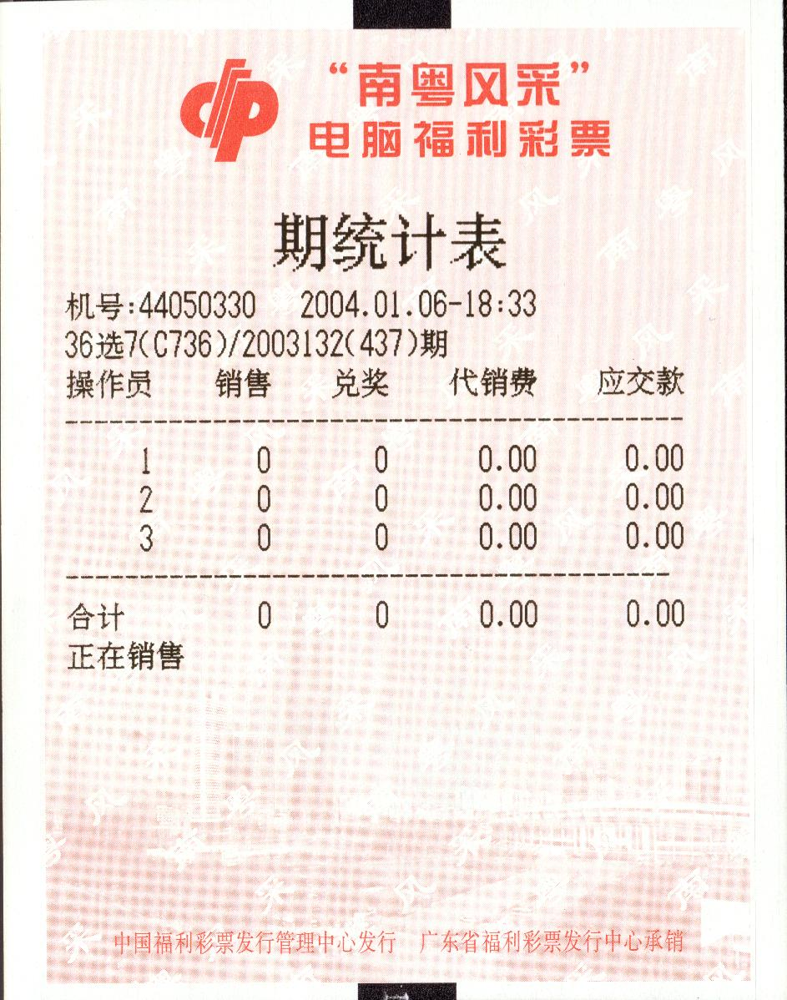 “南粤风采”
电脑福利彩票
期统计表
机号:44050330 2004.01.06-18:33
36选7(C736)/2003132(437)期
操作员 销售 兑奖 代销费 应交款
1 0 0 0.00 0.00
2 0 0 0.00 0.00
3 0 0 0.00 0.00
合计 0 0 0.00 0.00
正在销售
中国福利彩票发行管理中心发行 广东省福利彩票发行中心承销